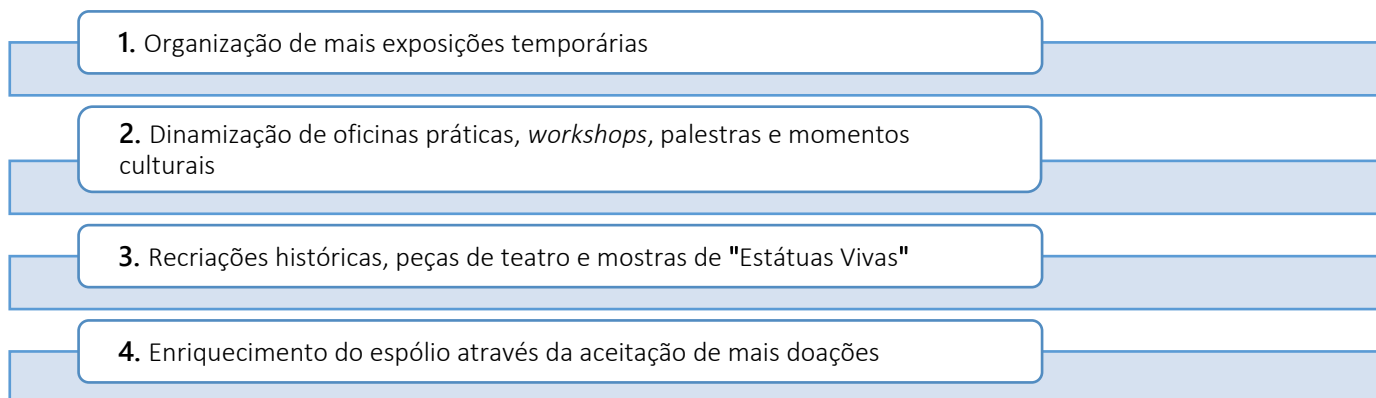 1. Organização de mais exposições temporárias
2. Dinamização de oficinas práticas, workshops, palestras e momentos
culturais
3. Recriações históricas, peças de teatro e mostras de "Estátuas Vivas"
4. Enriquecimento do espólio através da aceitação de mais doações